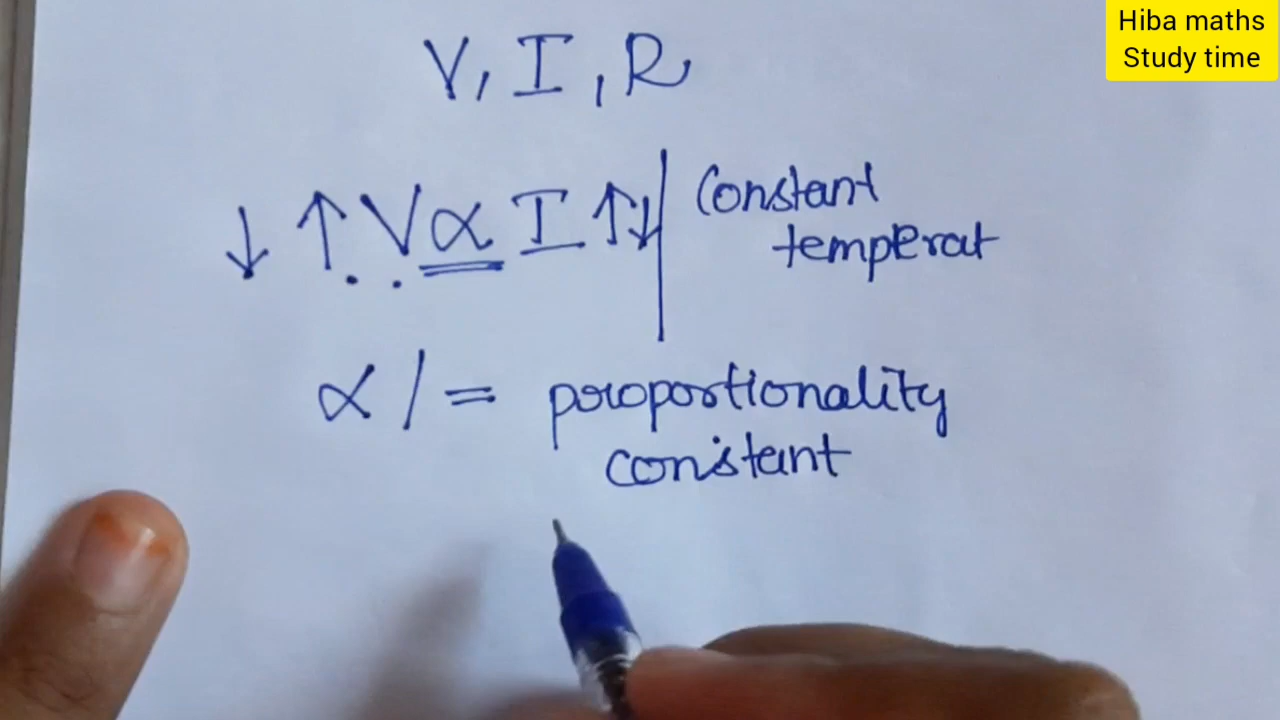 Hiba maths
Study time
V, I, R
↓ ↑ V ∝ I ↑↓ | Constant
temperat
∝ / = proportionality
constant